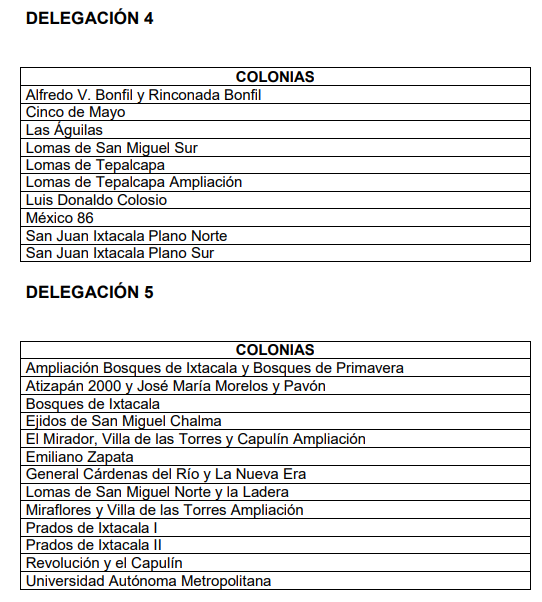 DELEGACIÓN 4
COLONIAS
Alfredo V. Bonfil y Rinconada Bonfil
Cinco de Mayo
Las Águilas
Lomas de San Miguel Sur
Lomas de Tepalcapa
Lomas de Tepalcapa Ampliación
Luis Donaldo Colosio
México 86
San Juan Ixtacala Plano Norte
San Juan Ixtacala Plano Sur
DELEGACIÓN 5
COLONIAS
Ampliación Bosques de Ixtacala y Bosques de Primavera
Atizapán 2000 y José María Morelos y Pavón
Bosques de Ixtacala
Ejidos de San Miguel Chalma
El Mirador, Villa de las Torres y Capulín Ampliación
Emiliano Zapata
General Cárdenas del Río y La Nueva Era
Lomas de San Miguel Norte y la Ladera
Miraflores y Villa de las Torres Ampliación
Prados de Ixtacala I
Prados de Ixtacala II
Revolución y el Capulín
Universidad Autónoma Metropolitana